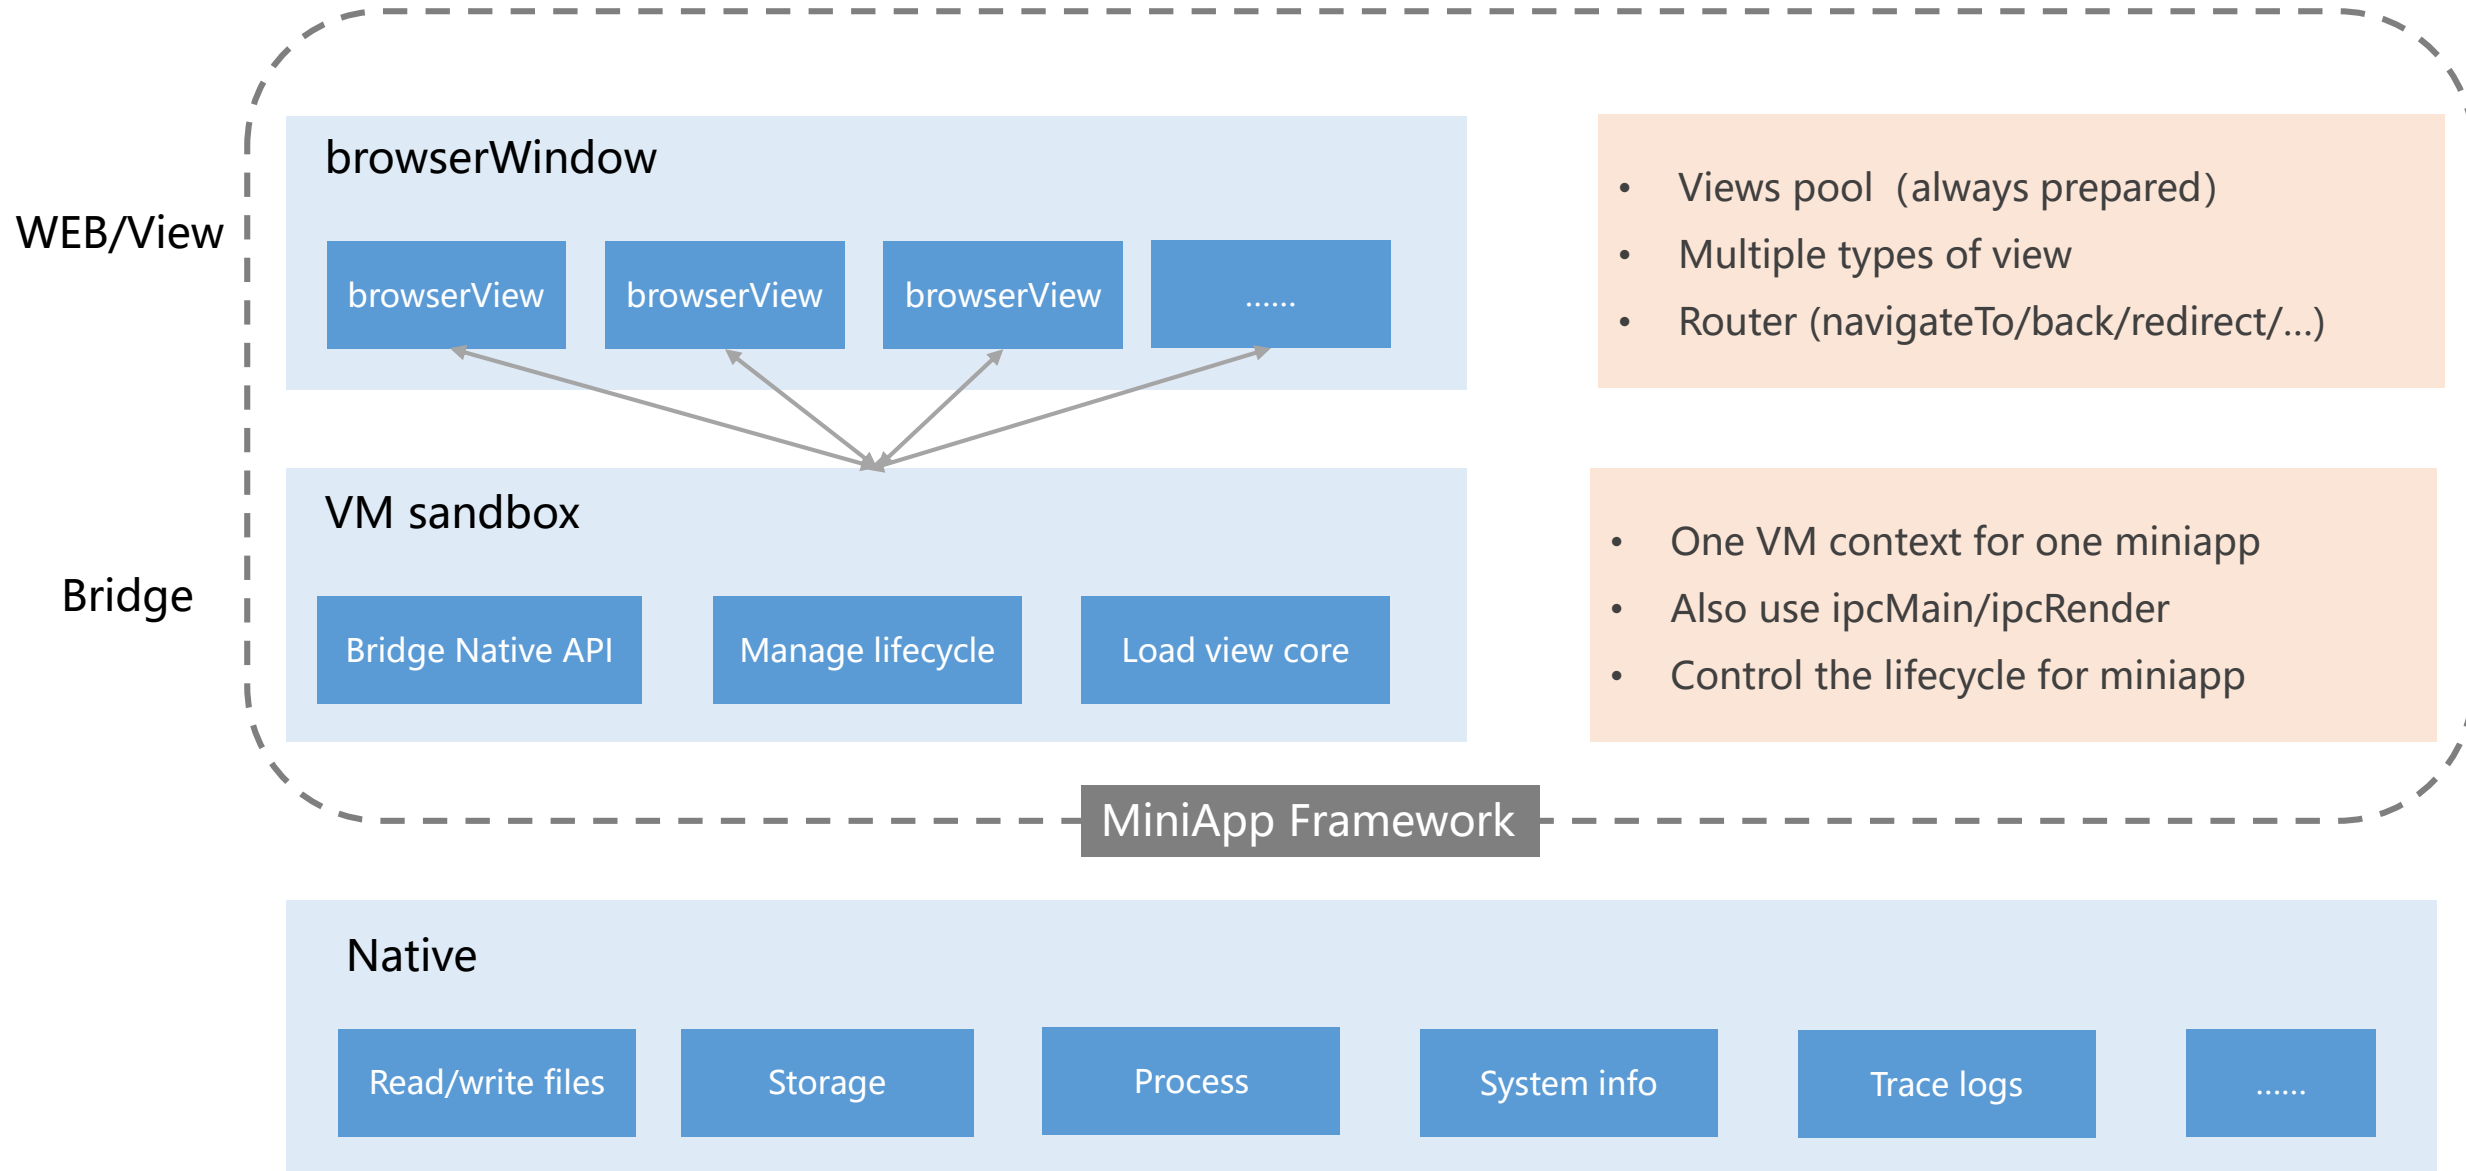 browserWindow
WEB/View
browserView
browserView
browserView
......
• Views pool（always prepared）
• Multiple types of view
• Router (navigateTo/back/redirect/...)
VM sandbox
Bridge
Bridge Native API
Manage lifecycle
Load view core
• One VM context for one miniapp
• Also use ipcMain/ipcRender
• Control the lifecycle for miniapp
MiniApp Framework
Native
Read/write files
Storage
Process
System info
Trace logs
......